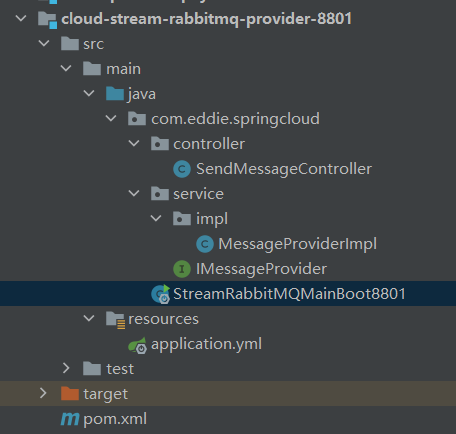 cloud-stream-rabbitmq-provider-8801
src
main
java
com.eddie.springcloud
controller
C SendMessageController
service
impl
C MessageProviderImpl
I IMessageProvider
StreamRabbitMQMainBoot8801
resources
application.yml
test
target
m pom.xml